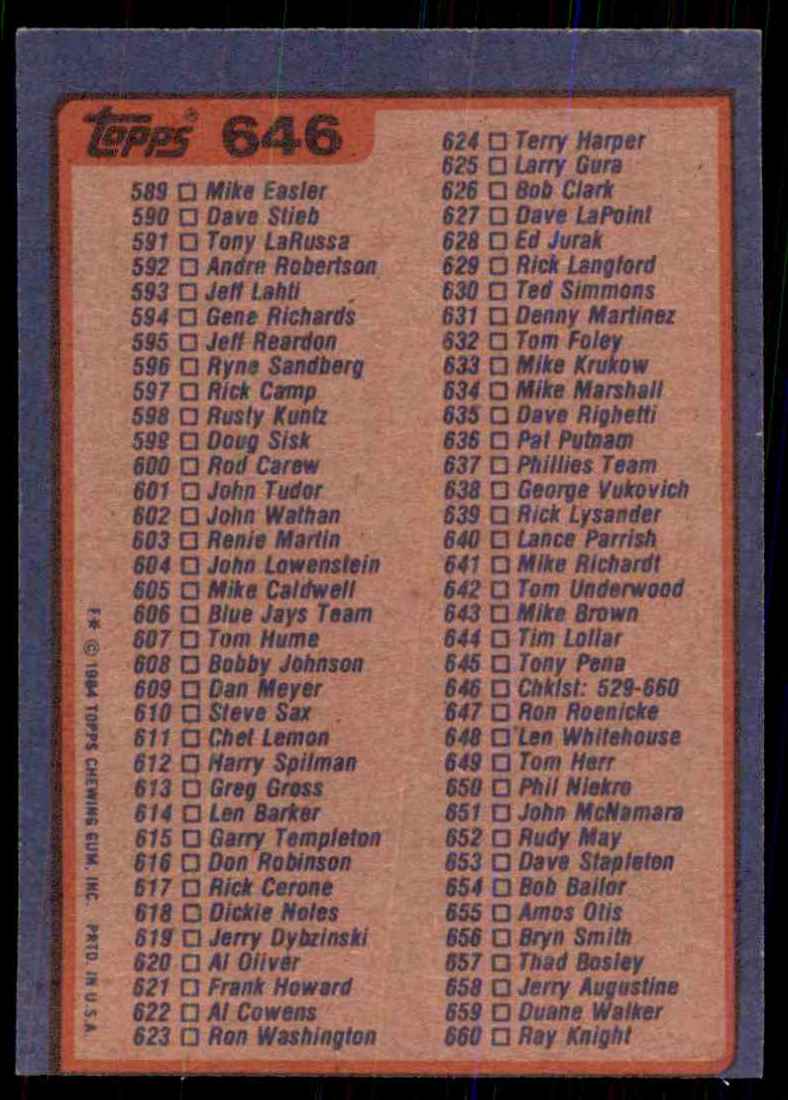 Topps® 646
589 Mike Easler
590 Dave Stieb
591 Tony LaRussa
592 Andre Robertson
593 Jeff Lahti
594 Gene Richards
595 Jeff Reardon
596 Ryne Sandberg
597 Rick Camp
598 Rusty Kuntz
599 Doug Sisk
600 Rod Carew
601 John Tudor
602 John Wathan
603 Renie Martin
604 John Lowenstein
605 Mike Caldwell
606 Blue Jays Team
607 Tom Hume
608 Bobby Johnson
609 Dan Meyer
610 Steve Sax
611 Chet Lemon
612 Harry Spilman
613 Greg Gross
614 Len Barker
615 Garry Templeton
616 Don Robinson
617 Rick Cerone
618 Dickie Noles
619 Jerry Dybzinski
620 Al Oliver
621 Frank Howard
622 Al Cowens
623 Ron Washington
624 Terry Harper
625 Larry Gura
626 Bob Clark
627 Dave LaPoint
628 Ed Jurak
629 Rick Langford
630 Ted Simmons
631 Denny Martinez
632 Tom Foley
633 Mike Krukow
634 Mike Marshall
635 Dave Righetti
636 Pat Putnam
637 Phillies Team
638 George Vukovich
639 Rick Lysander
640 Lance Parrish
641 Mike Richardt
642 Tom Underwood
643 Mike Brown
644 Tim Lollar
645 Tony Pena
646 Chklst: 529-660
647 Ron Roenicke
648 Len Whitehouse
649 Tom Herr
650 Phil Niekro
651 John McNamara
652 Rudy May
653 Dave Stapleton
654 Bob Bailor
655 Amos Otis
656 Bryn Smith
657 Thad Bosley
658 Jerry Augustine
659 Duane Walker
660 Ray Knight
F* © 1984 TOPPS CHEWING GUM, INC. PRTD. IN U.S.A.